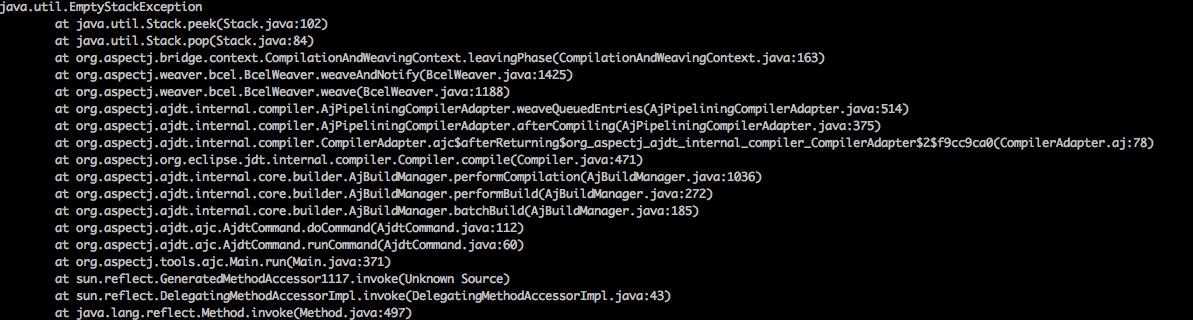 java.util.EmptyStackException
at java.util.Stack.peek(Stack.java:102)
at java.util.Stack.pop(Stack.java:84)
at org.aspectj.bridge.context.CompilationAndWeavingContext.leavingPhase(CompilationAndWeavingContext.java:163)
at org.aspectj.weaver.bcel.BcelWeaver.weaveAndNotify(BcelWeaver.java:1425)
at org.aspectj.weaver.bcel.BcelWeaver.weave(BcelWeaver.java:1188)
at org.aspectj.ajdt.internal.compiler.AjPipeliningCompilerAdapter.weaveQueuedEntries(AjPipeliningCompilerAdapter.java:514)
at org.aspectj.ajdt.internal.compiler.AjPipeliningCompilerAdapter.afterCompiling(AjPipeliningCompilerAdapter.java:375)
at org.aspectj.ajdt.internal.compiler.CompilerAdapter.ajc$afterReturning$org_aspectj_ajdt_internal_compiler_CompilerAdapter$2$f9cc9ca0(CompilerAdapter.aj:78)
at org.aspectj.org.eclipse.jdt.internal.compiler.Compiler.compile(Compiler.java:471)
at org.aspectj.ajdt.internal.core.builder.AjBuildManager.performCompilation(AjBuildManager.java:1036)
at org.aspectj.ajdt.internal.core.builder.AjBuildManager.performBuild(AjBuildManager.java:272)
at org.aspectj.ajdt.internal.core.builder.AjBuildManager.batchBuild(AjBuildManager.java:185)
at org.aspectj.ajdt.ajc.AjdtCommand.doCommand(AjdtCommand.java:112)
at org.aspectj.ajdt.ajc.AjdtCommand.runCommand(AjdtCommand.java:60)
at org.aspectj.tools.ajc.Main.run(Main.java:371)
at sun.reflect.GeneratedMethodAccessor1117.invoke(Unknown Source)
at sun.reflect.DelegatingMethodAccessorImpl.invoke(DelegatingMethodAccessorImpl.java:43)
at java.lang.reflect.Method.invoke(Method.java:497)